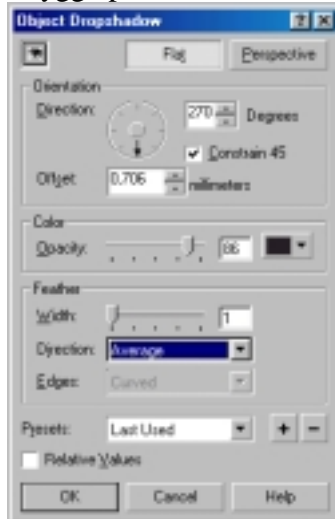 Object Dropshadow
Flat Perspective
Orientation
Direction: 270 Degrees
Constrain 45
Offset: 0.706 millimeters
Color
Opacity: 86
Feather
Width: 1
Direction: Average
Edges: Curved
Presets: Last Used + -
Relative Values
OK Cancel Help